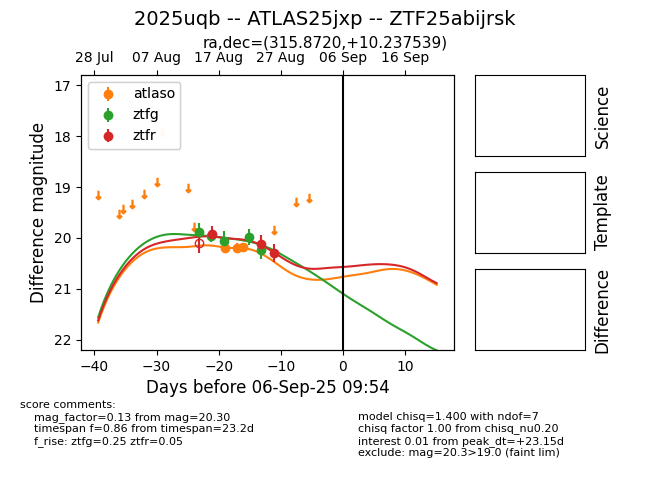 2025uqb -- ATLAS25jxp -- ZTF25abijrsk
ra,dec=(315.8720,+10.237539)
28 Jul 07 Aug 17 Aug 27 Aug 06 Sep 16 Sep
atlaso
ztfg
ztfr
17
18
19
20
21
22
Difference magnitude
−40 −30 −20 −10 0 10
Days before 06-Sep-25 09:54
Science
Template
Difference
score comments:
mag_factor=0.13 from mag=20.30
timespan f=0.86 from timespan=23.2d
f_rise: ztfg=0.25 ztfr=0.05
model chisq=1.400 with ndof=7
chisq factor 1.00 from chisq_nu0.20
interest 0.01 from peak_dt=+23.15d
exclude: mag=20.3>19.0 (faint lim)